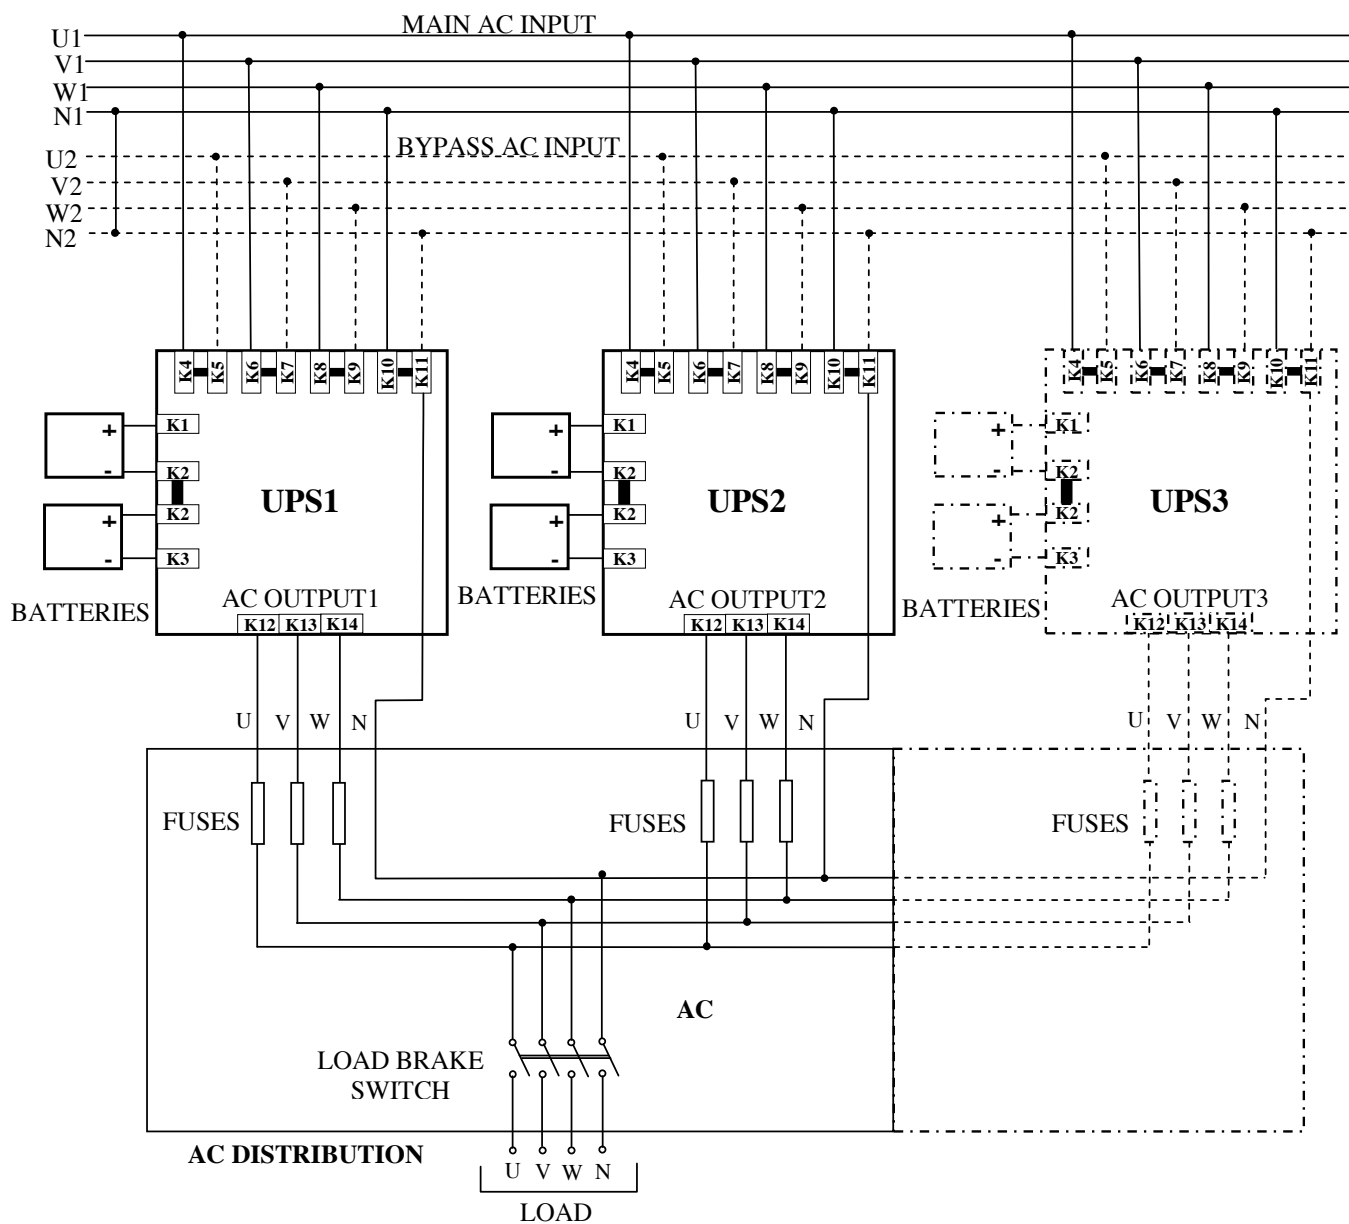 MAIN AC INPUT
U1
V1
W1
N1
BYPASS AC INPUT
U2
V2
W2
N2
K4 K5 K6 K7 K8 K9 K10 K11
K4 K5 K6 K7 K8 K9 K10 K11
K4 K5 K6 K7 K8 K9 K10 K11
+ K1
- K2
+ K2
- K3
UPS1
BATTERIES
AC OUTPUT1
K12 K13 K14
+ K1
- K2
+ K2
- K3
UPS2
BATTERIES
AC OUTPUT2
K12 K13 K14
+ K1
- K2
+ K2
- K3
UPS3
BATTERIES
AC OUTPUT3
K12 K13 K14
U V W N
U V W N
U V W N
FUSES
FUSES
FUSES
AC
LOAD BRAKE
SWITCH
AC DISTRIBUTION
U V W N
LOAD